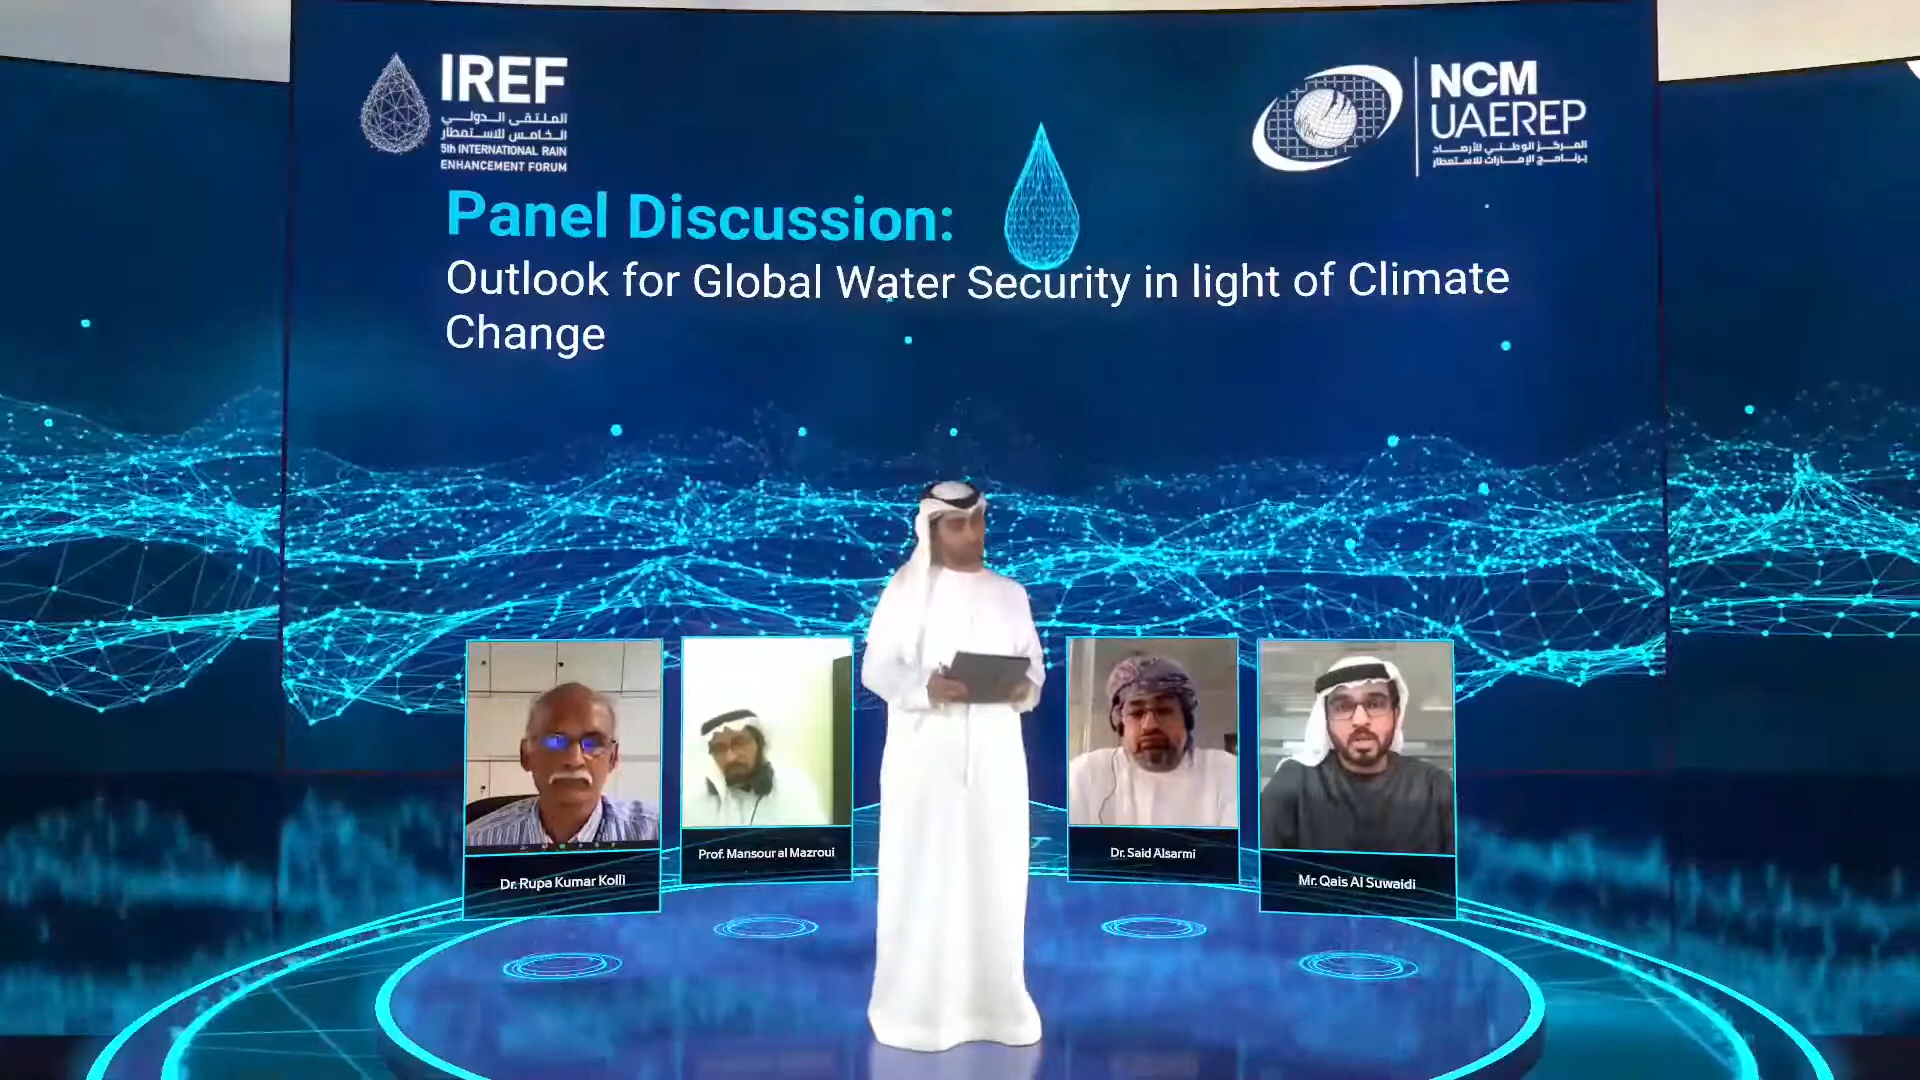 IREF
الملتقى الدولي
الخامس للاستمطار
5th INTERNATIONAL RAIN
ENHANCEMENT FORUM
NCM
UAEREP
المركز الوطني للأرصاد
برنامج الإمارات للاستمطار
Panel Discussion:
Outlook for Global Water Security in light of Climate
Change
Dr. Rupa Kumar Kolli
Prof. Mansour al Mazroui
Dr. Said Alsarmi
Mr. Qais Al Suwaidi